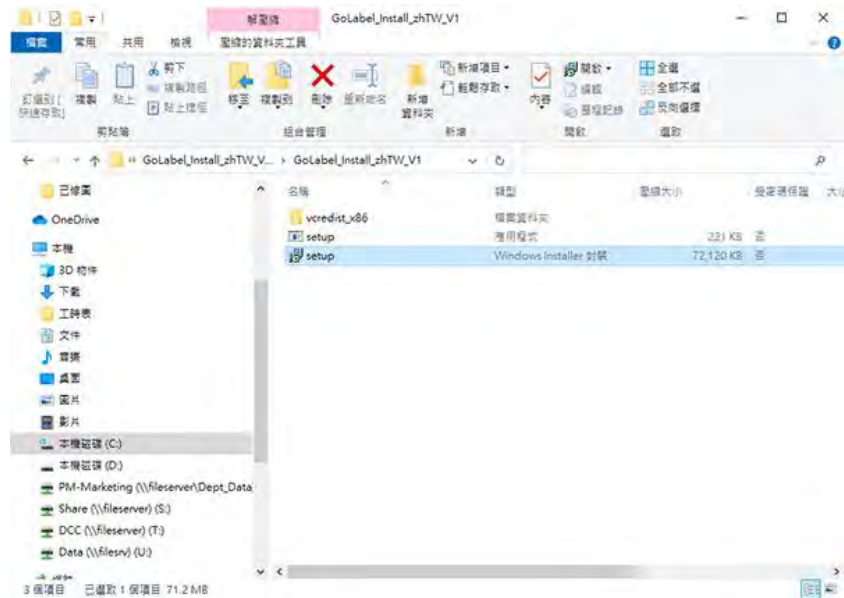 解壓縮
GoLabel_Install_zhTW_V1
檔案 常用 共用 檢視 壓縮的資料夾工具
釘選到 [快速存取]
複製
貼上
剪下
複製路徑
貼上捷徑
剪貼簿
移至
複製到
刪除
重新命名
組合管理
新增資料夾
新增項目
輕鬆存取
新增
內容
開啟
編輯
歷程記錄
開啟
全選
全部不選
反向選擇
選取
« GoLabel_Install_zhTW_V... › GoLabel_Install_zhTW_V1
名稱 類型 壓縮大小 受密碼保護 大小
vcredist_x86 檔案資料夾
setup 應用程式 221 KB 否
setup Windows Installer 封裝 72,120 KB 否
OneDrive
本機
3D 物件
下載
工時表
文件
音樂
桌面
圖片
影片
本機磁碟 (C:)
本機磁碟 (D:)
PM-Marketing (\\fileserver\Dept_Data
Share (\\fileserver) (S:)
DCC (\\fileserver) (T:)
Data (\\filesrv) (U:)
3 個項目 已選取 1 個項目 71.2 MB